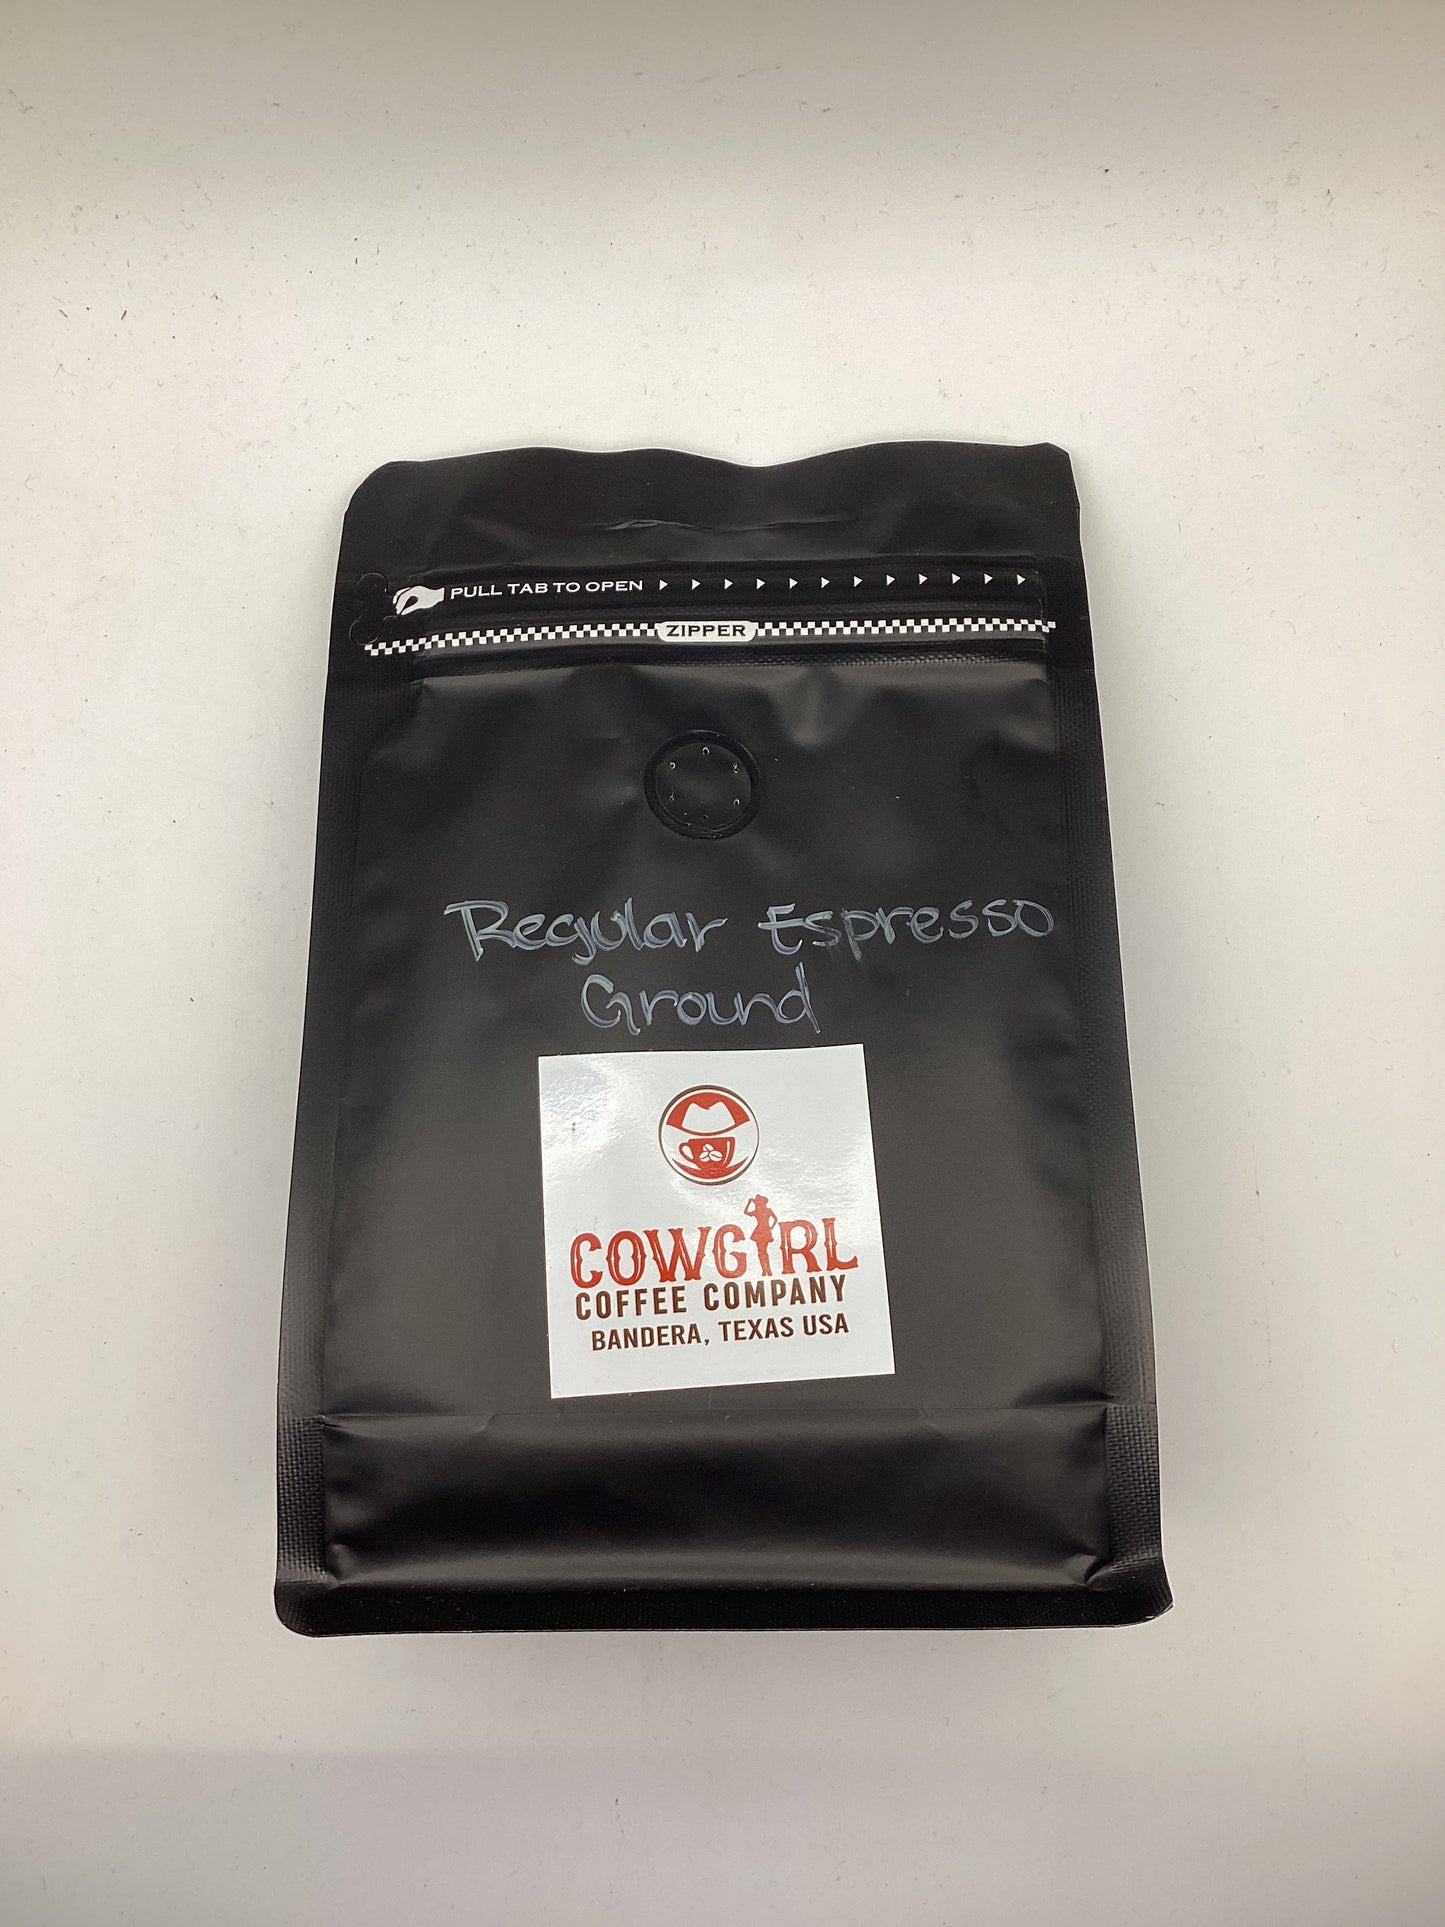 PULL TAB TO OPEN
ZIPPER
Regular Espresso
Ground
COWGIRL
COFFEE COMPANY
BANDERA, TEXAS USA